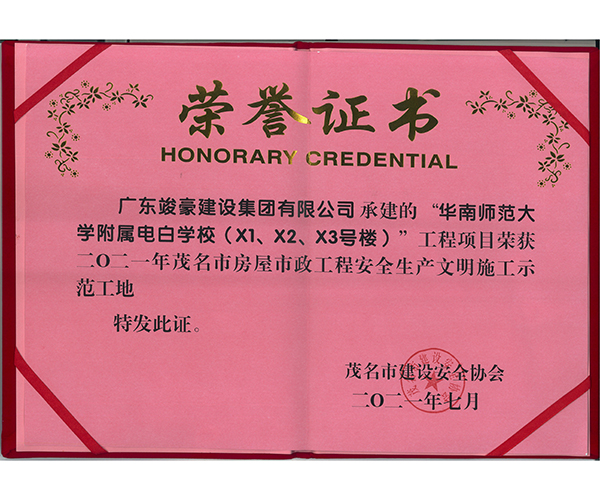 荣誉证书
HONORARY CREDENTIAL
广东竣豪建设集团有限公司承建的“华南师范大
学附属电白学校（X1、X2、X3号楼）”工程项目荣获
二〇二一年茂名市房屋市政工程安全生产文明施工示
范工地
特发此证。
茂名市建设安全协会
二〇二一年七月